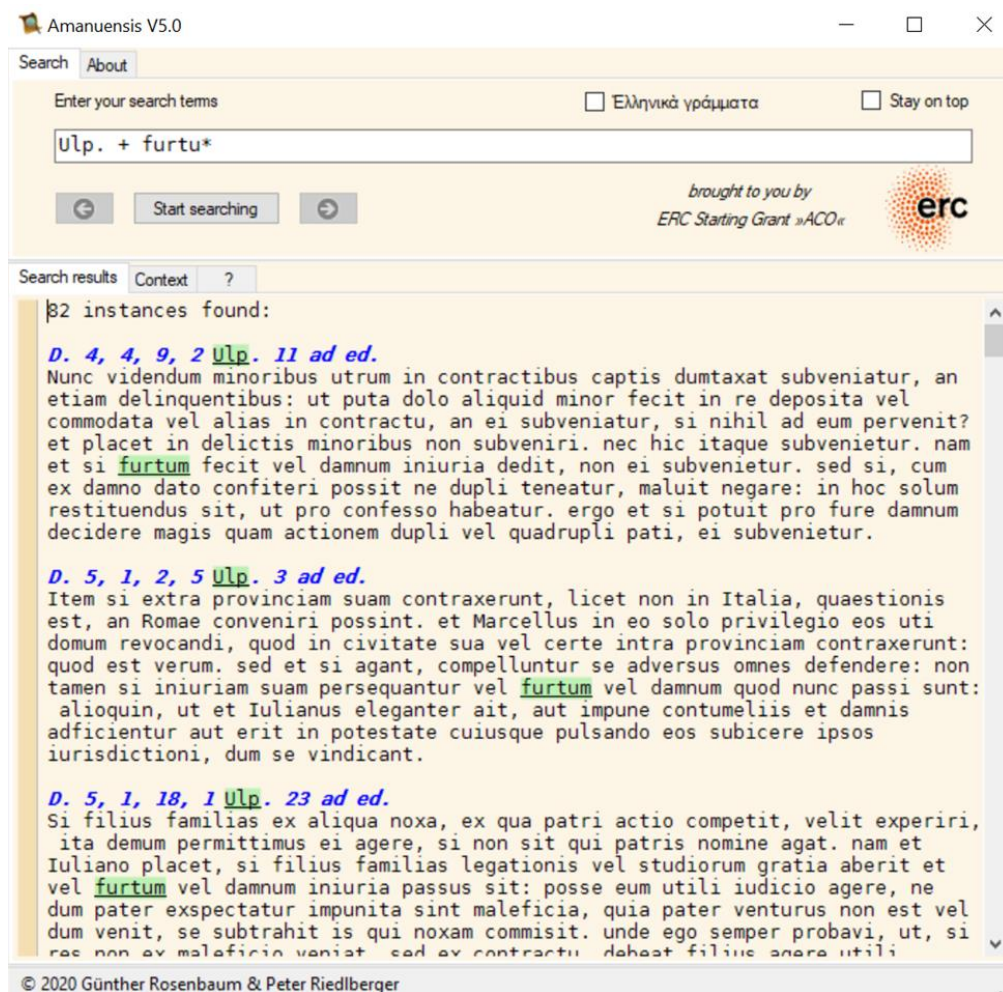 Amanuensis V5.0
Search About
Enter your search terms
Ἑλληνικὰ γράμματα
Stay on top
Ulp. + furtu*
Start searching
brought to you by
ERC Starting Grant »ACO«
erc
Search results Context ?
82 instances found:
D. 4, 4, 9, 2 Ulp. 11 ad ed.
Nunc videndum minoribus utrum in contractibus captis dumtaxat subveniatur, an
etiam delinquentibus: ut puta dolo aliquid minor fecit in re deposita vel
commodata vel alias in contractu, an ei subveniatur, si nihil ad eum pervenit?
et placet in delictis minoribus non subveniri. nec hic itaque subvenietur. nam
et si furtum fecit vel damnum iniuria dedit, non ei subvenietur. sed si, cum
ex damno dato confiteri possit ne dupli teneatur, maluit negare: in hoc solum
restituendus sit, ut pro confesso habeatur. ergo et si potuit pro fure damnum
decidere magis quam actionem dupli vel quadrupli pati, ei subvenietur.
D. 5, 1, 2, 5 Ulp. 3 ad ed.
Item si extra provinciam suam contraxerunt, licet non in Italia, quaestionis
est, an Romae conveniri possint. et Marcellus in eo solo privilegio eos uti
domum revocandi, quod in civitate sua vel certe intra provinciam contraxerunt:
quod est verum. sed et si agant, compelluntur se adversus omnes defendere: non
tamen si iniuriam suam persequantur vel furtum vel damnum quod nunc passi sunt:
alioquin, ut et Iulianus eleganter ait, aut impune contumeliis et damnis
adficientur aut erit in potestate cuiusque pulsando eos subicere ipsos
iurisdictioni, dum se vindicant.
D. 5, 1, 18, 1 Ulp. 23 ad ed.
Si filius familias ex aliqua noxa, ex qua patri actio competit, velit experiri,
ita demum permittimus ei agere, si non sit qui patris nomine agat. nam et
Iuliano placet, si filius familias legationis vel studiorum gratia aberit et
vel furtum vel damnum iniuria passus sit: posse eum utili iudicio agere, ne
dum pater exspectatur impunita sint maleficia, quia pater venturus non est vel
dum venit, se subtrahit is qui noxam commisit. unde ego semper probavi, ut, si
res non ex maleficio veniat, sed ex contractu, debeat filius agere utili
© 2020 Günther Rosenbaum & Peter Riedlberger